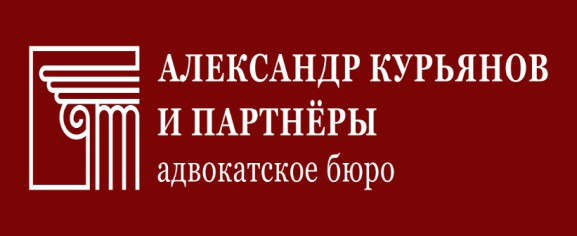 АЛЕКСАНДР КУРЬЯНОВ
И ПАРТНЁРЫ
адвокатское бюро